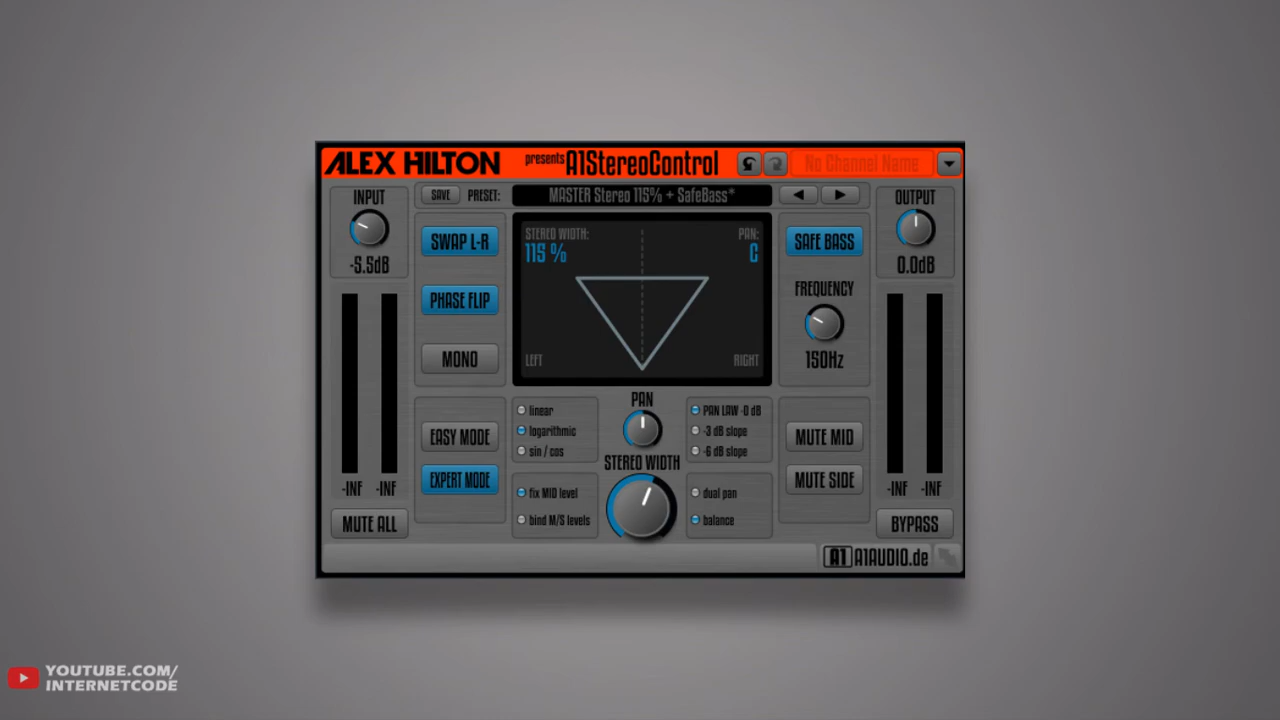 ALEX HILTON presents A1StereoControl No Channel Name
INPUT SAVE PRESET: MASTER Stereo 115% + SafeBass* OUTPUT
-5.5dB 0.0dB
SWAP L-R
PHASE FLIP
MONO
STEREO WIDTH: PAN:
115 % C
LEFT RIGHT
SAFE BASS
FREQUENCY
150Hz
EASY MODE
EXPERT MODE
linear
logarithmic
sin / cos
PAN
PAN LAW -0 dB
-3 dB slope
-6 dB slope
STEREO WIDTH
fix MID level
bind M/S levels
dual pan
balance
MUTE MID
MUTE SIDE
-INF -INF
-INF -INF
MUTE ALL
BYPASS
A1 A1AUDIO.de
YOUTUBE.COM/
INTERNETCODE